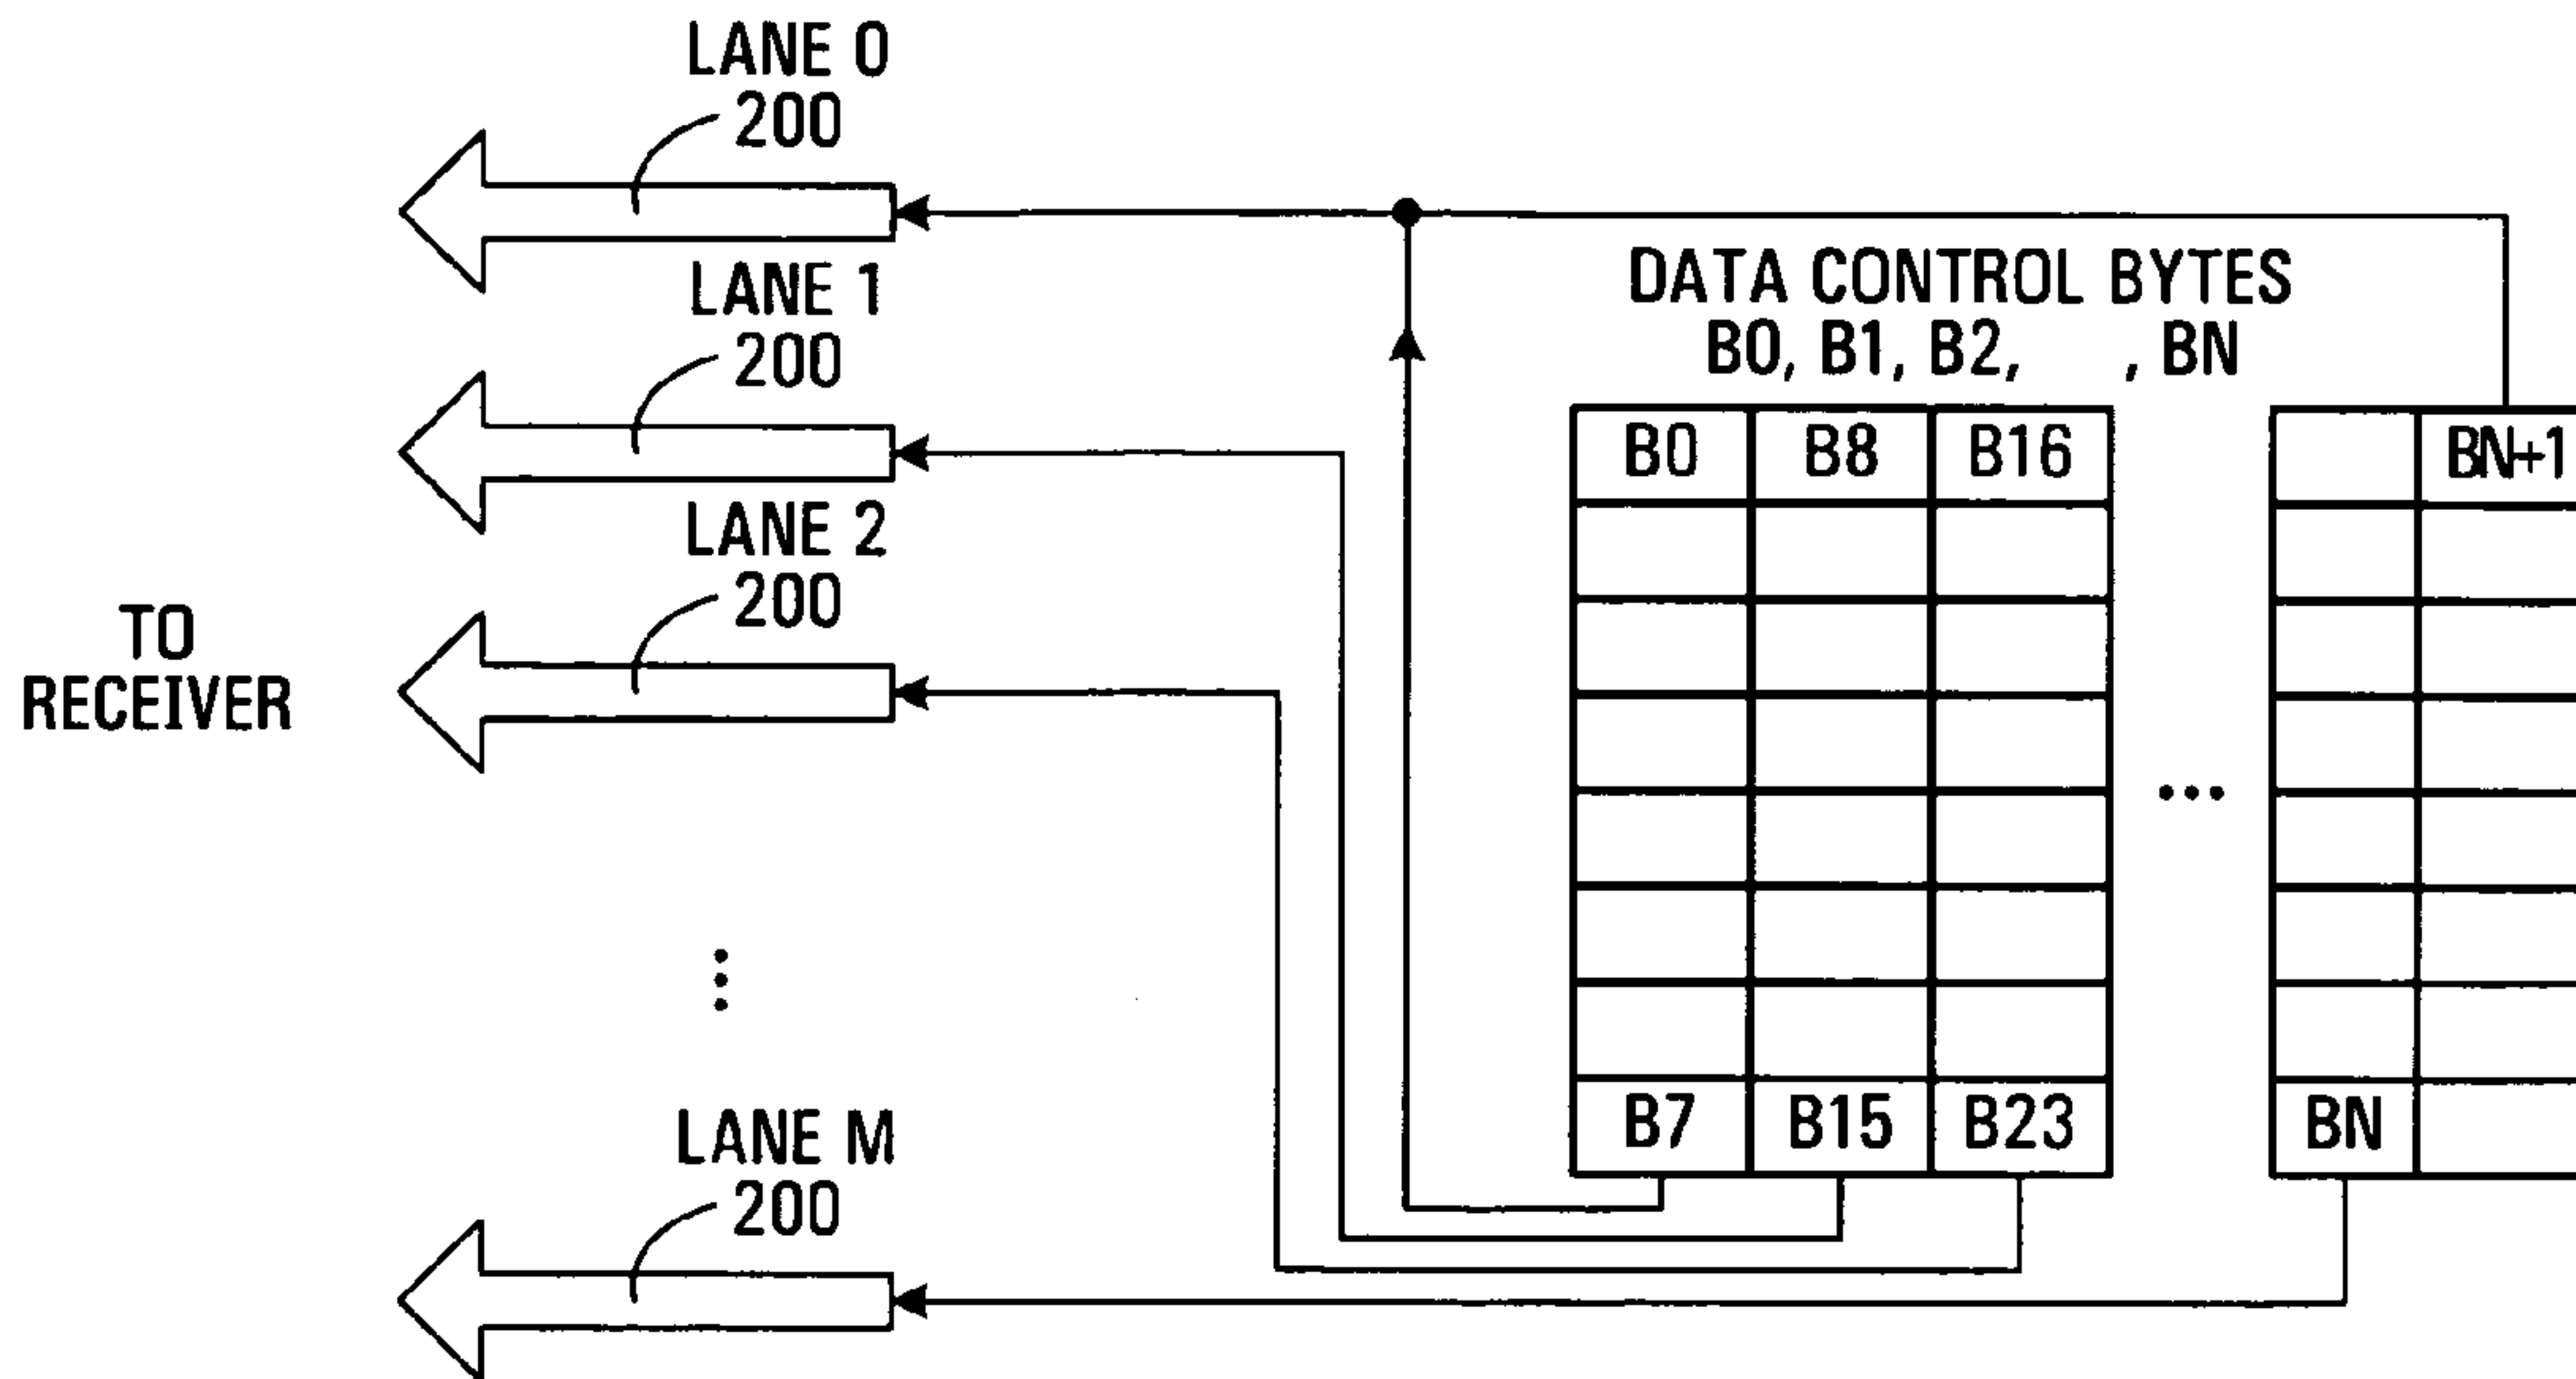 LANE 0
200
LANE 1
200
LANE 2
200
TO
RECEIVER
LANE M
200
DATA CONTROL BYTES
B0, B1, B2,    , BN
B0 B8 B16 ... BN+1
B7 B15 B23 BN